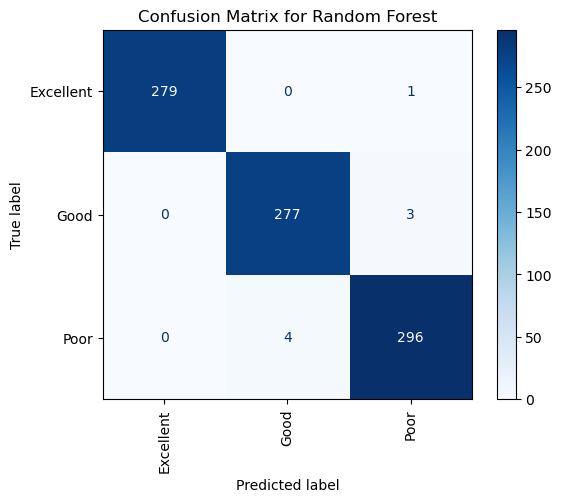 Confusion Matrix for Random Forest
Excellent
279 0 1
Good
0 277 3
Poor
0 4 296
True label
Excellent
Good
Poor
Predicted label
250
200
150
100
50
0